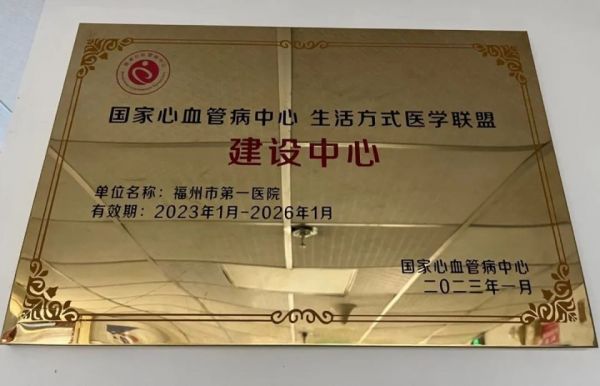 国家心血管病中心 生活方式医学联盟
建设中心
单位名称：福州市第一医院
有效期：2023年1月-2026年1月
国家心血管病中心
二〇二三年一月